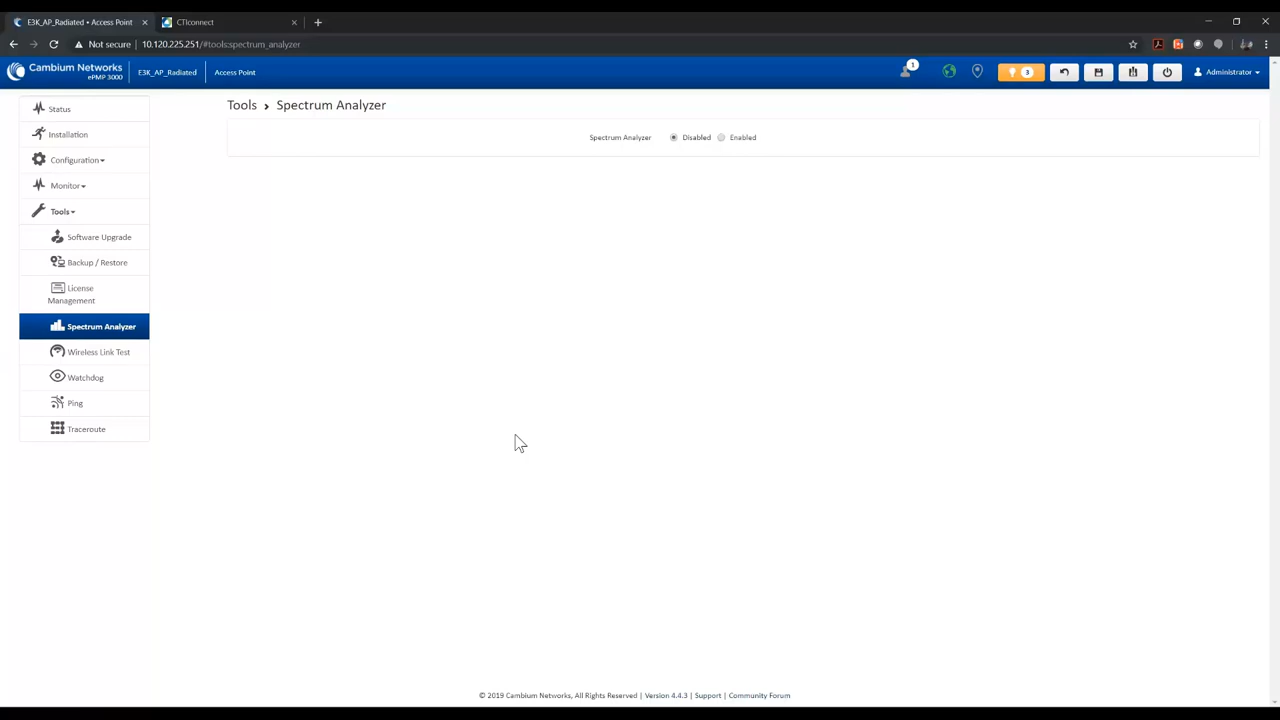 E3K_AP_Radiated • Access Point
CTIconnect
Not secure | 10.120.225.251/#tools:spectrum_analyzer
Cambium Networks
ePMP 3000
E3K_AP_Radiated
Access Point
1
3
Administrator
Status
Installation
Configuration
Monitor
Tools
Software Upgrade
Backup / Restore
License
Management
Spectrum Analyzer
Wireless Link Test
Watchdog
Ping
Traceroute
Tools > Spectrum Analyzer
Spectrum Analyzer Disabled Enabled
© 2019 Cambium Networks, All Rights Reserved | Version 4.4.3 | Support | Community Forum